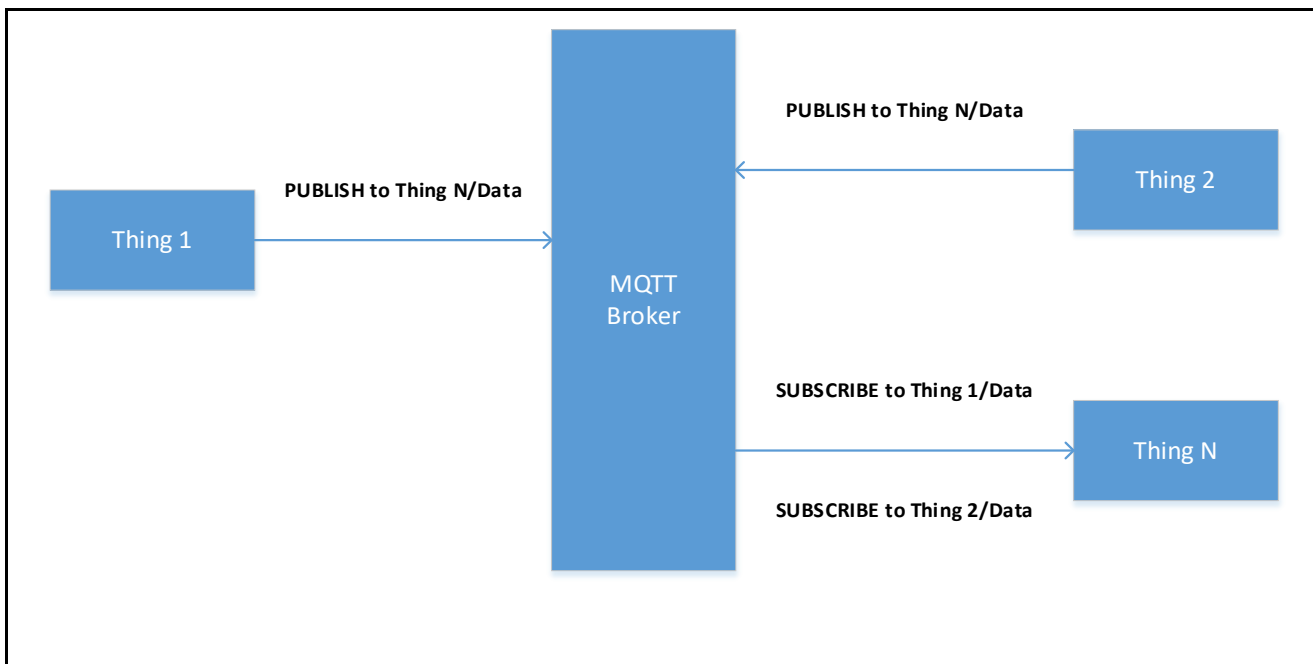 PUBLISH to Thing N/Data
Thing 2
PUBLISH to Thing N/Data
Thing 1
MQTT
Broker
SUBSCRIBE to Thing 1/Data
Thing N
SUBSCRIBE to Thing 2/Data